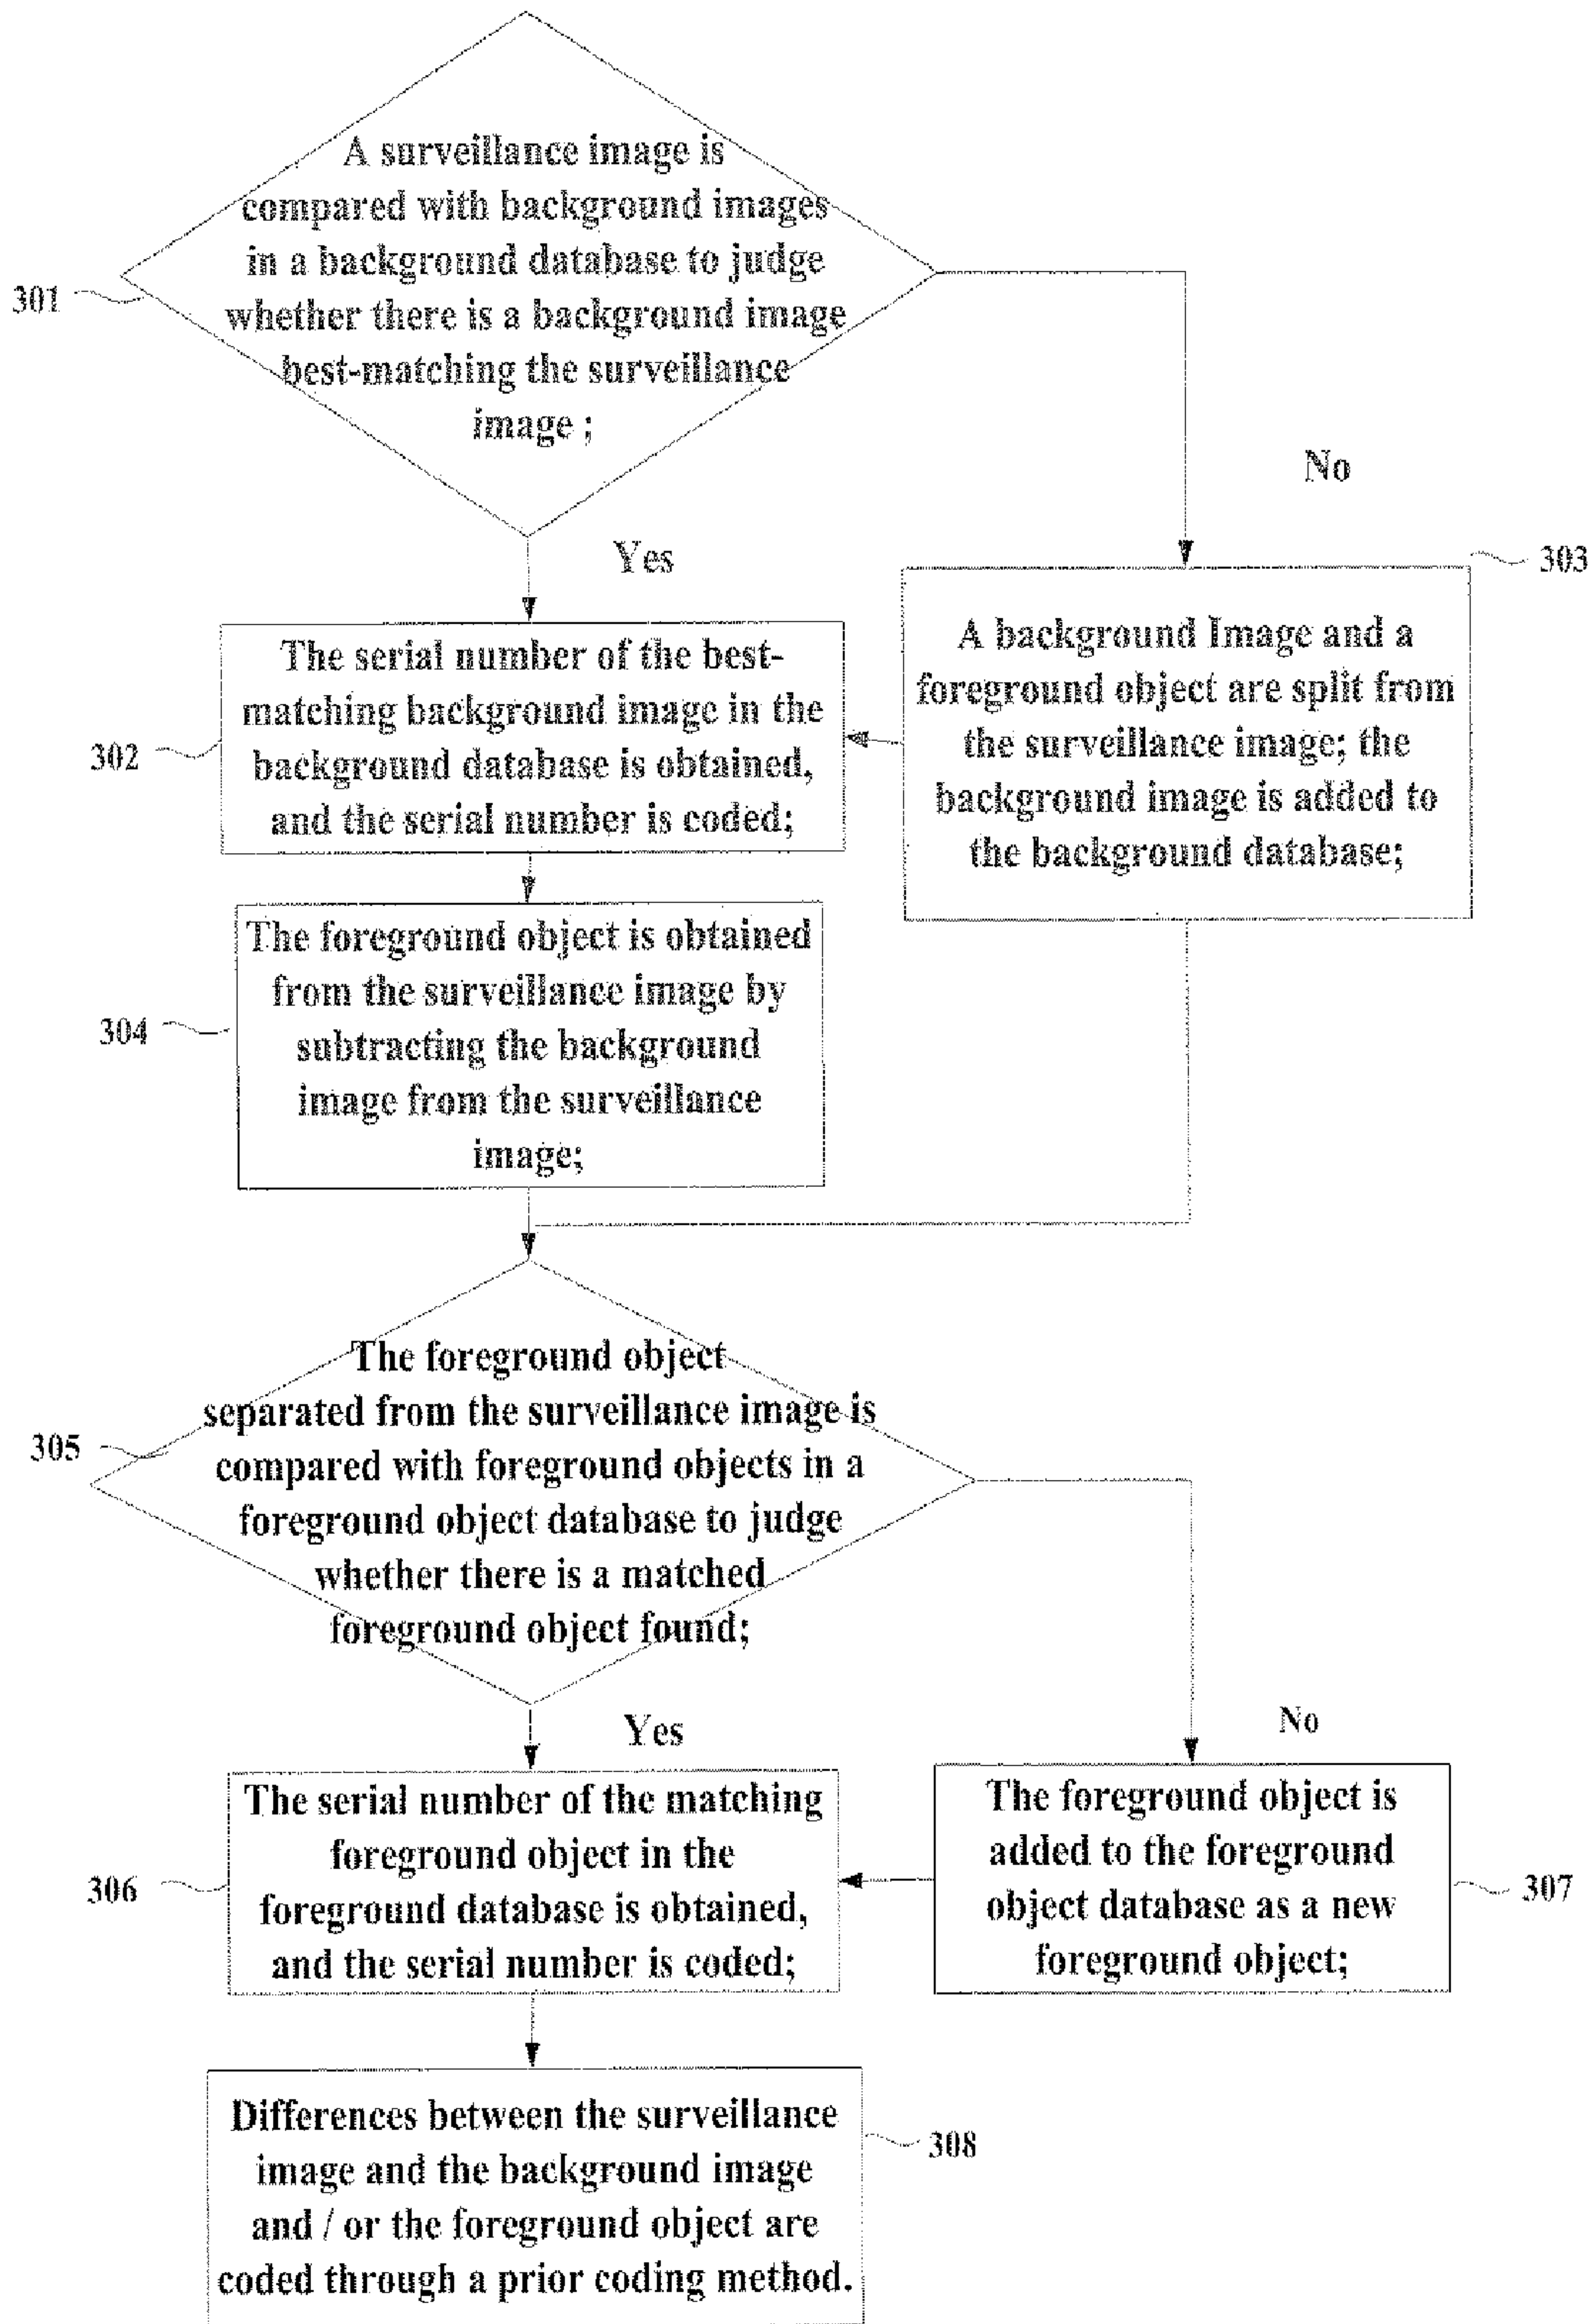 A surveillance image is
compared with background images
in a background database to judge
whether there is a background image
best-matching the surveillance
image ;
301
No
Yes
303
The serial number of the best-
matching background image in the
background database is obtained,
and the serial number is coded;
302
A background Image and a
foreground object are split from
the surveillance image; the
background image is added to
the background database;
The foreground object is obtained
from the surveillance image by
subtracting the background
image from the surveillance
image;
304
The foreground object
separated from the surveillance image is
compared with foreground objects in a
foreground object database to judge
whether there is a matched
foreground object found;
305
Yes
No
The serial number of the matching
foreground object in the
foreground database is obtained,
and the serial number is coded;
306
The foreground object is
added to the foreground
object database as a new
foreground object;
307
Differences between the surveillance
image and the background image
and / or the foreground object are
coded through a prior coding method.
308